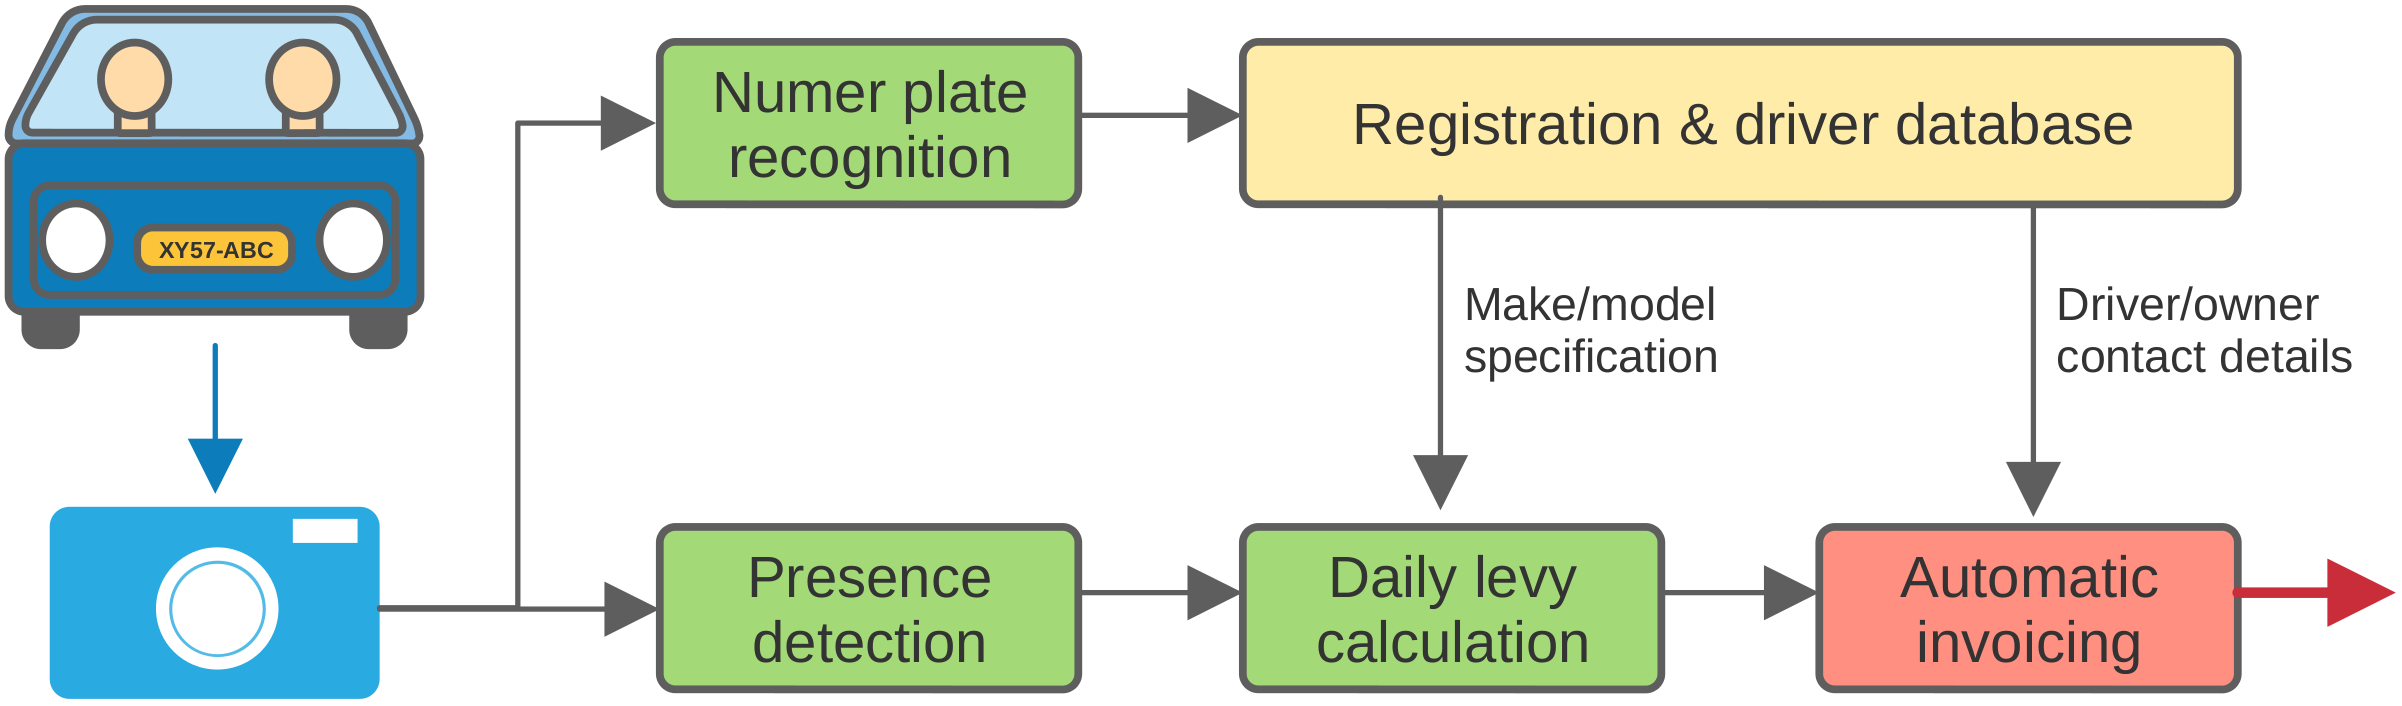 Numer plate
recognition
Registration & driver database
XY57-ABC
Make/model
specification
Driver/owner
contact details
Presence
detection
Daily levy
calculation
Automatic
invoicing